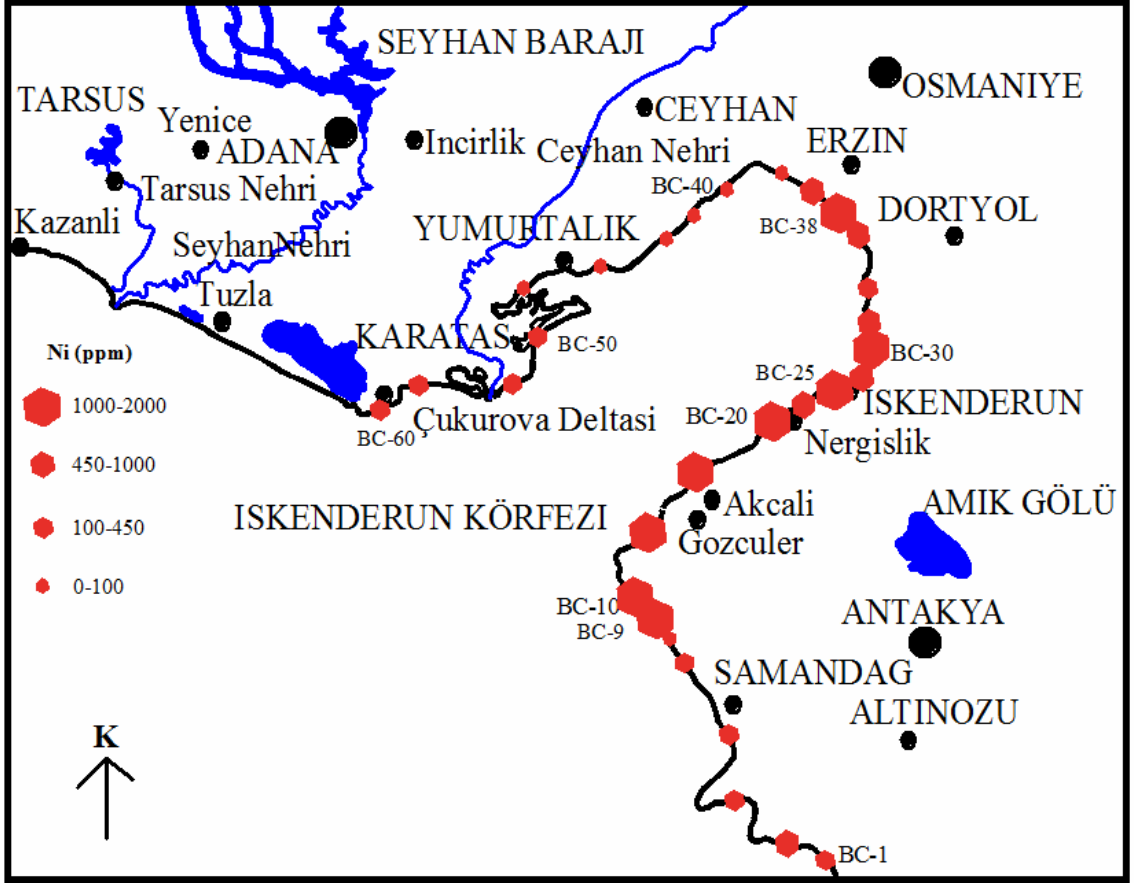 SEYHAN BARAJI
OSMANIYE
TARSUS
CEYHAN
Yenice
ADANA
Incirlik
Ceyhan Nehri
ERZIN
Tarsus Nehri
BC-40
Kazanli
DORTYOL
BC-38
YUMURTALIK
SeyhanNehri
Tuzla
KARATAS
BC-50
BC-30
Ni (ppm)
1000-2000
450-1000
100-450
0-100
BC-25
ISKENDERUN
BC-20
Nergislik
Çukurova Deltasi
BC-60
Akcali
AMIK GÖLÜ
ISKENDERUN KÖRFEZI
Gozculer
BC-10
BC-9
ANTAKYA
SAMANDAG
ALTINOZU
K
BC-1